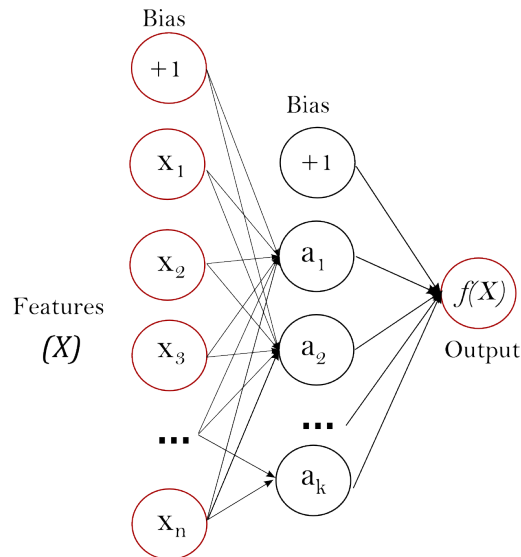 Bias
+1
x1
x2
x3
...
xn
Features
(X)
Bias
+1
a1
a2
...
ak
f(X)
Output